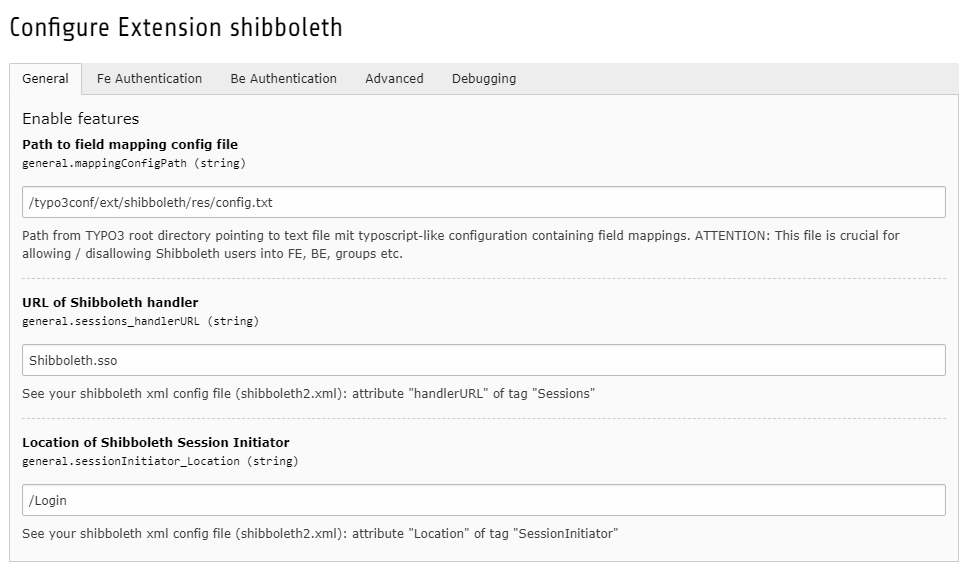 Configure Extension shibboleth
General Fe Authentication Be Authentication Advanced Debugging
Enable features
Path to field mapping config file
general.mappingConfigPath (string)
/typo3conf/ext/shibboleth/res/config.txt
Path from TYPO3 root directory pointing to text file mit typoscript-like configuration containing field mappings. ATTENTION: This file is crucial for
allowing / disallowing Shibboleth users into FE, BE, groups etc.
URL of Shibboleth handler
general.sessions_handlerURL (string)
Shibboleth.sso
See your shibboleth xml config file (shibboleth2.xml): attribute "handlerURL" of tag "Sessions"
Location of Shibboleth Session Initiator
general.sessionInitiator_Location (string)
/Login
See your shibboleth xml config file (shibboleth2.xml): attribute "Location" of tag "SessionInitiator"